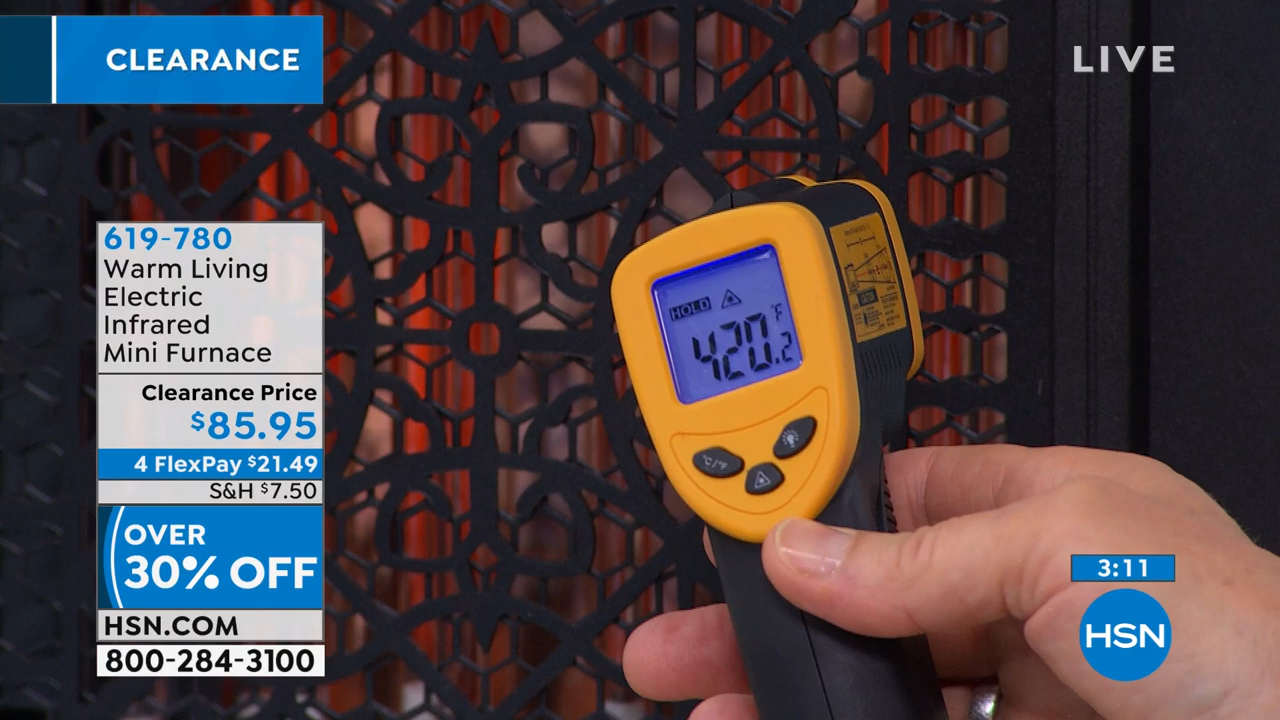 CLEARANCE
LIVE
619-780
Warm Living
Electric
Infrared
Mini Furnace
Clearance Price
$85.95
4 FlexPay $21.49
S&H $7.50
OVER
30% OFF
HSN.COM
800-284-3100
HOLD
°F
420.2
°C/°F
3:11
HSN